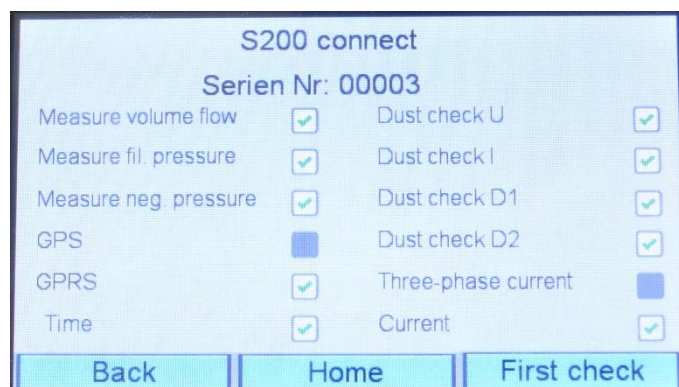 S200 connect
Serien Nr: 00003
Measure volume flow
Dust check U
Measure fil. pressure
Dust check I
Measure neg. pressure
Dust check D1
GPS
Dust check D2
GPRS
Three-phase current
Time
Current
Back
Home
First check